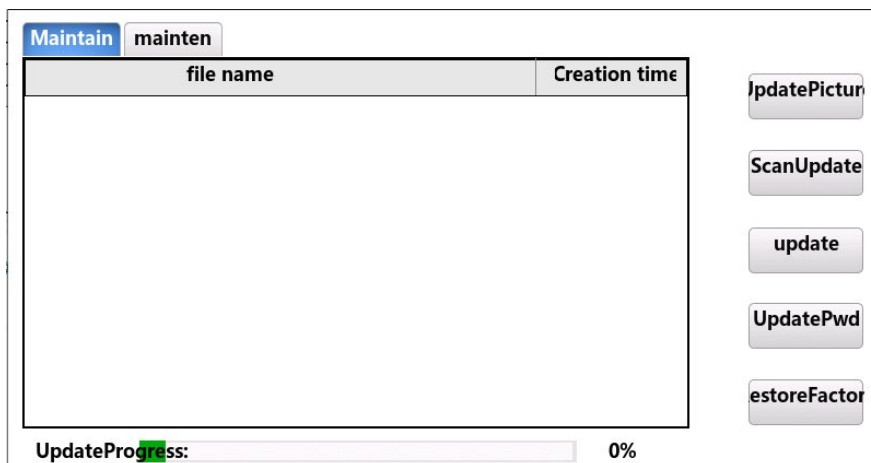 Maintain mainten
file name Creation time
UpdatePictur
ScanUpdate
update
UpdatePwd
estoreFactor
UpdateProgress: 0%